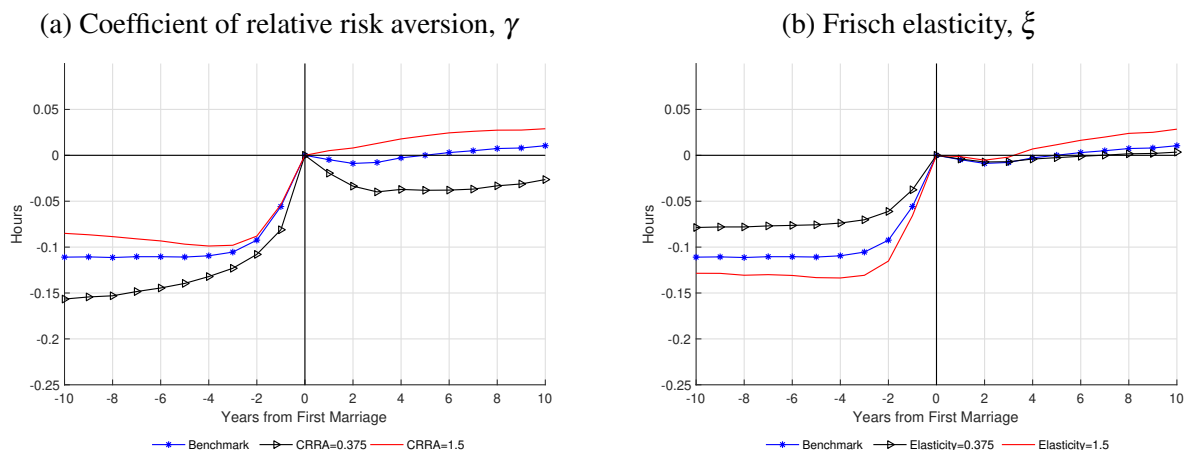 (a) Coefficient of relative risk aversion, γ
0.05
0
-0.05
-0.1
-0.15
-0.2
-0.25
Hours
-10 -8 -6 -4 -2 0 2 4 6 8 10
Years from First Marriage
Benchmark CRRA=0.375 CRRA=1.5
(b) Frisch elasticity, ξ
0.05
0
-0.05
-0.1
-0.15
-0.2
-0.25
Hours
-10 -8 -6 -4 -2 0 2 4 6 8 10
Years from First Marriage
Benchmark Elasticity=0.375 Elasticity=1.5